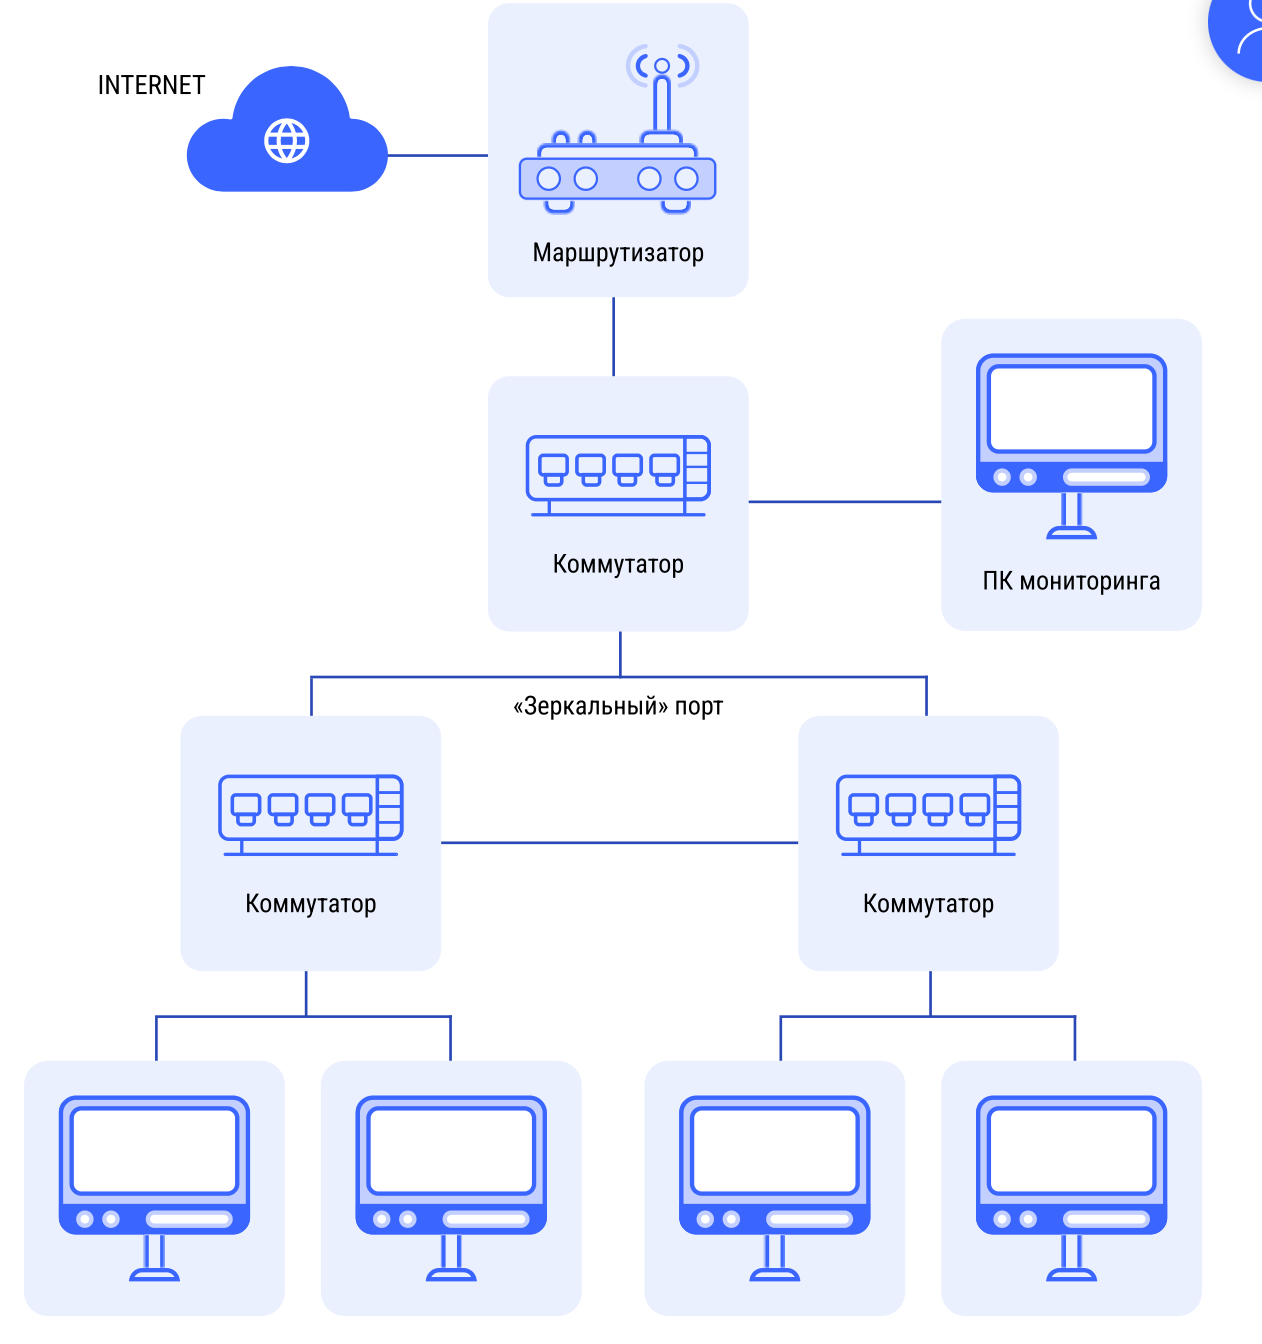 INTERNET
Маршрутизатор
Коммутатор
ПК мониторинга
«Зеркальный» порт
Коммутатор
Коммутатор